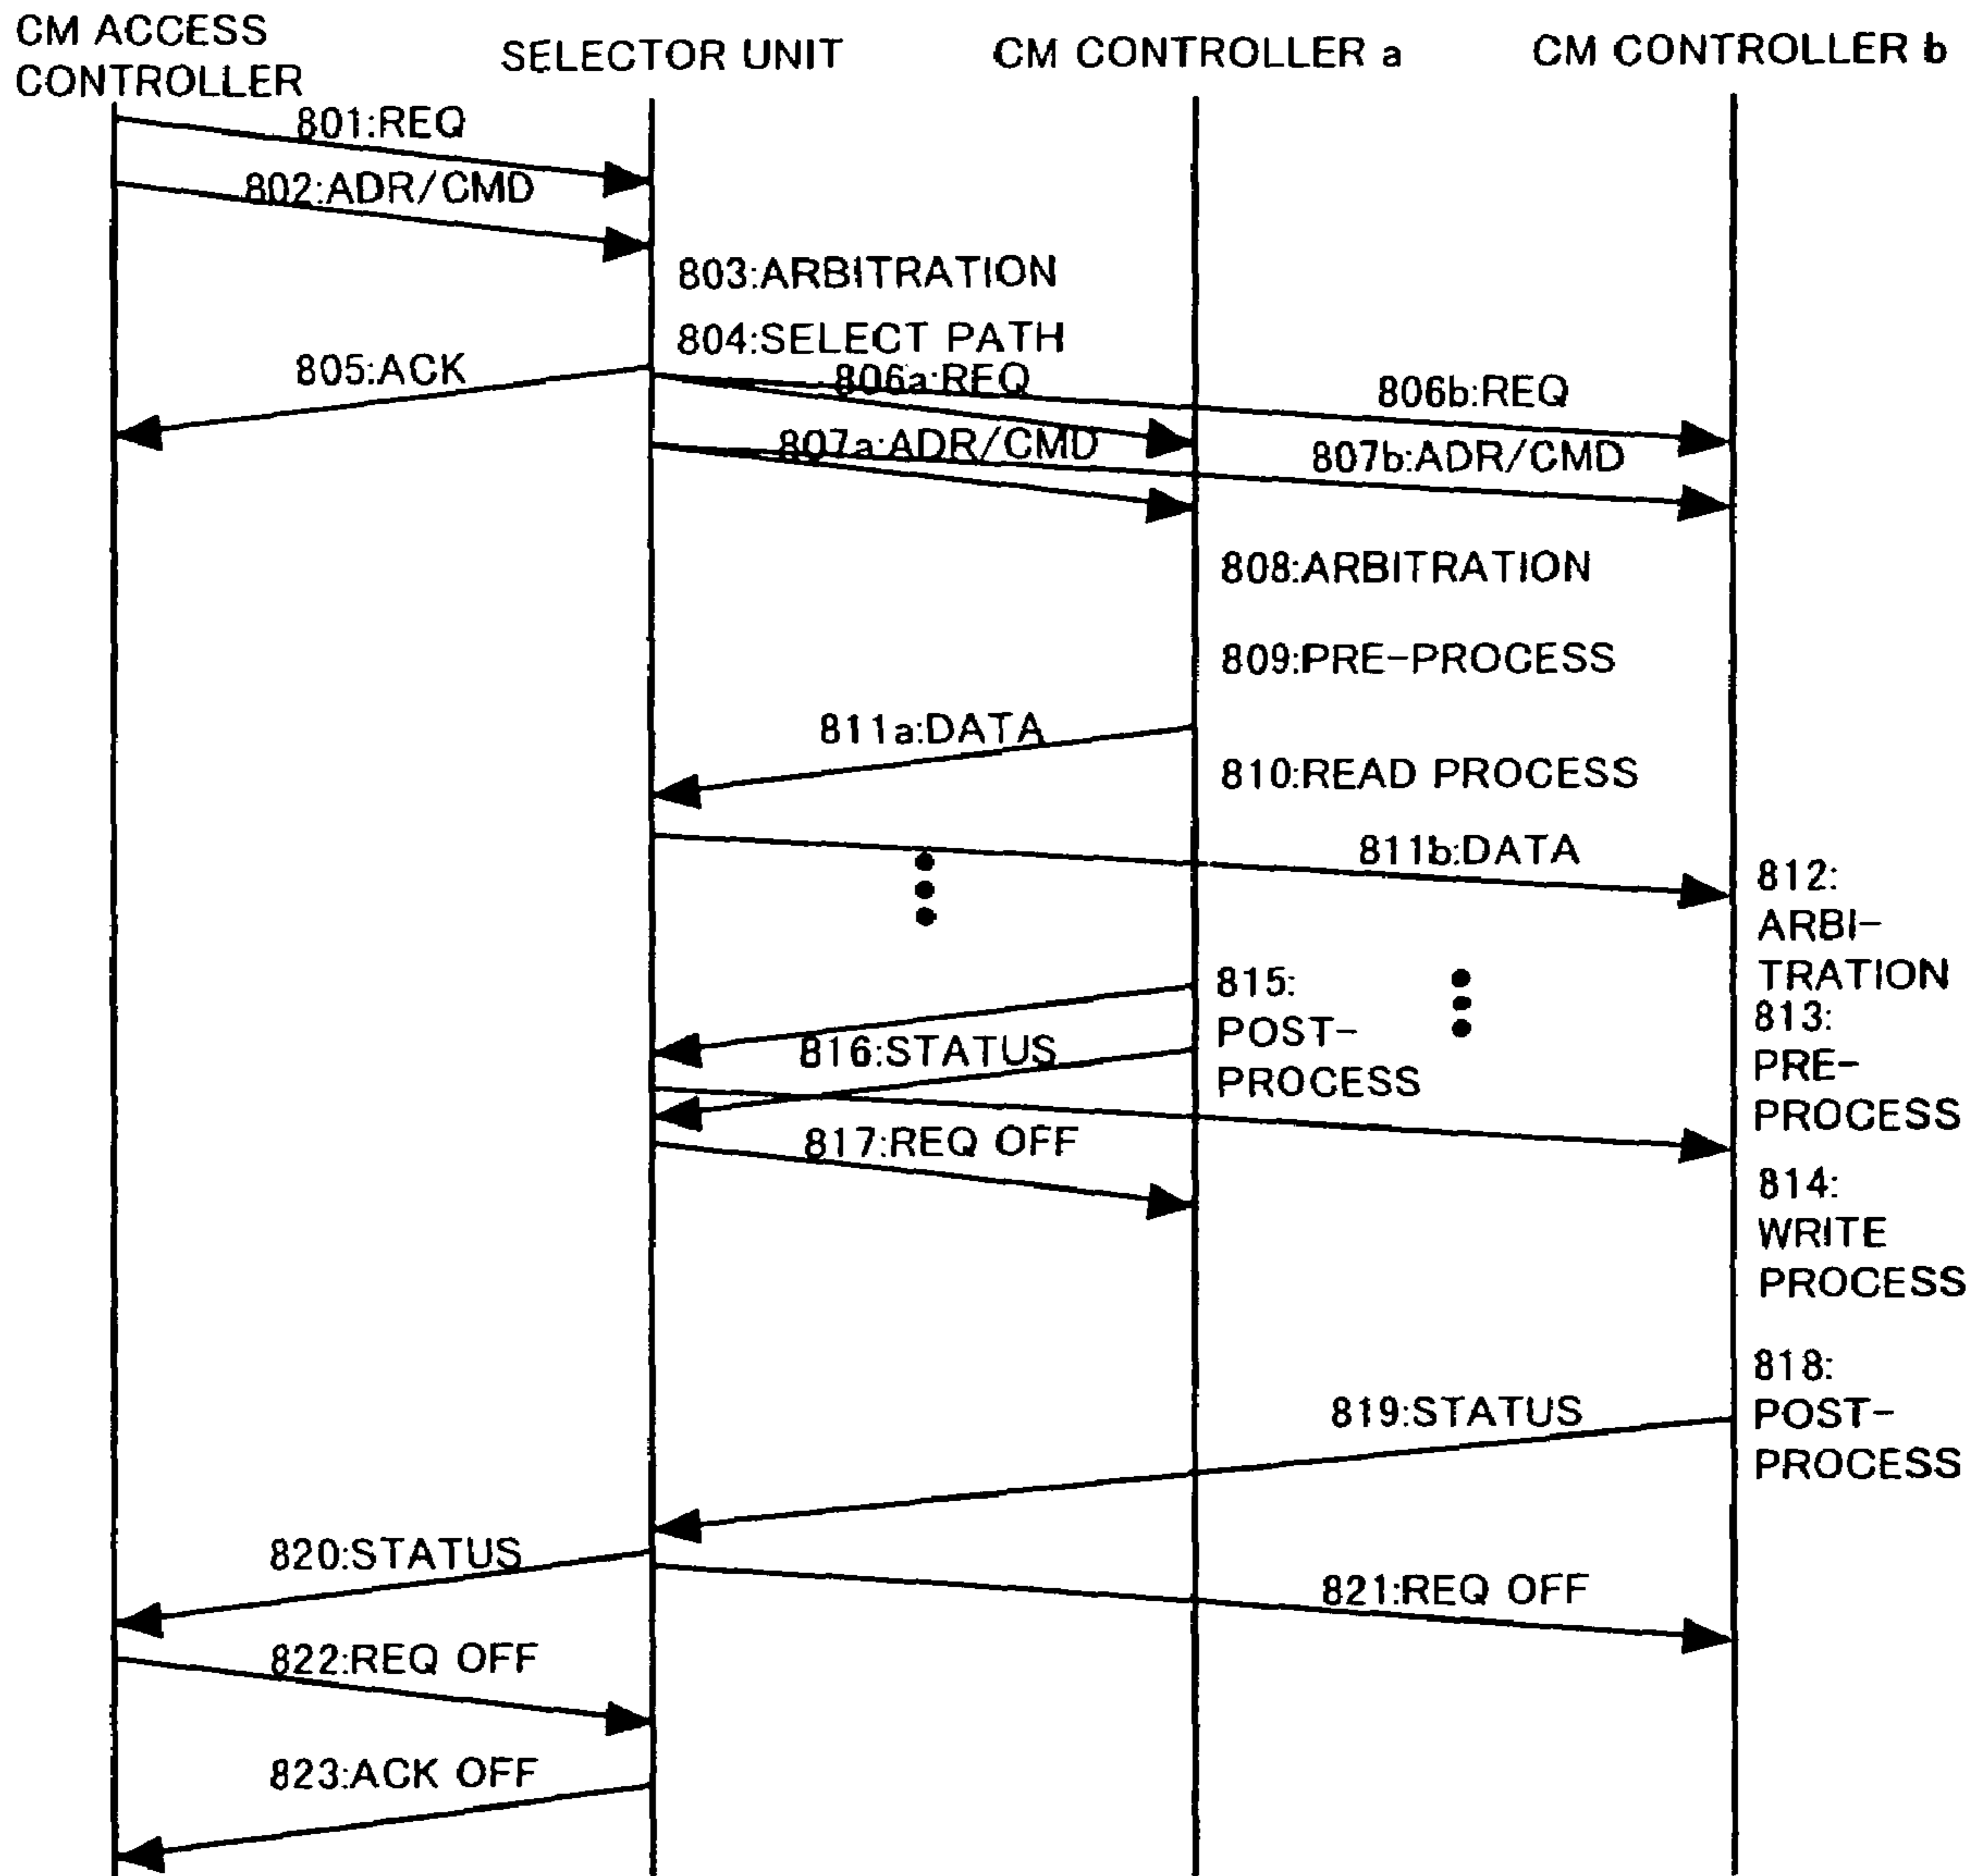 CM ACCESS
CONTROLLER
SELECTOR UNIT
CM CONTROLLER a
CM CONTROLLER b
801:REQ
802:ADR/CMD
803:ARBITRATION
804:SELECT PATH
805:ACK
806a:REQ
806b:REQ
807a:ADR/CMD
807b:ADR/CMD
808:ARBITRATION
809:PRE-PROCESS
811a:DATA
810:READ PROCESS
811b:DATA
812:
ARBI-
TRATION
813:
PRE-
PROCESS
815:
POST-
PROCESS
816:STATUS
817:REQ OFF
814:
WRITE
PROCESS
818:
POST-
PROCESS
819:STATUS
820:STATUS
821:REQ OFF
822:REQ OFF
823:ACK OFF